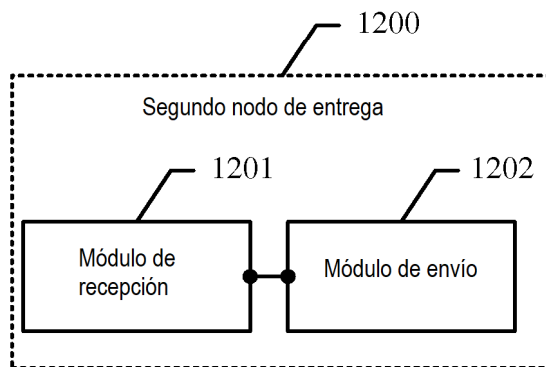 1200
Segundo nodo de entrega
1201
1202
Módulo de
recepción
Módulo de envío